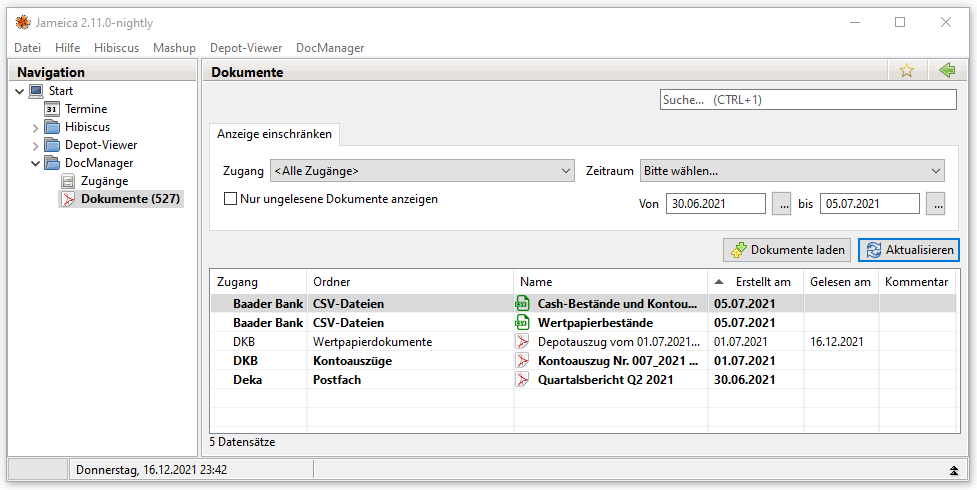 Jameica 2.11.0-nightly
Datei Hilfe Hibiscus Mashup Depot-Viewer DocManager
Navigation
Start
31 Termine
Hibiscus
Depot-Viewer
DocManager
Zugänge
Dokumente (527)
Dokumente
Suche... (CTRL+1)
Anzeige einschränken
Zugang <Alle Zugänge> Zeitraum Bitte wählen...
Nur ungelesene Dokumente anzeigen Von 30.06.2021 ... bis 05.07.2021 ...
Dokumente laden Aktualisieren
Zugang Ordner Name Erstellt am Gelesen am Kommentar
Baader Bank CSV-Dateien CSV Cash-Bestände und Kontou... 05.07.2021
Baader Bank CSV-Dateien CSV Wertpapierbestände 05.07.2021
DKB Wertpapierdokumente Depotauszug vom 01.07.2021... 01.07.2021 16.12.2021
DKB Kontoauszüge Kontoauszug Nr. 007_2021 ... 01.07.2021
Deka Postfach Quartalsbericht Q2 2021 30.06.2021
5 Datensätze
Donnerstag, 16.12.2021 23:42